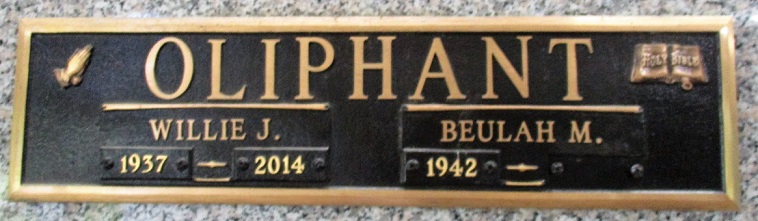 OLIPHANT
HOLY BIBLE
WILLIE J. BEULAH M.
1937 – 2014 1942 –